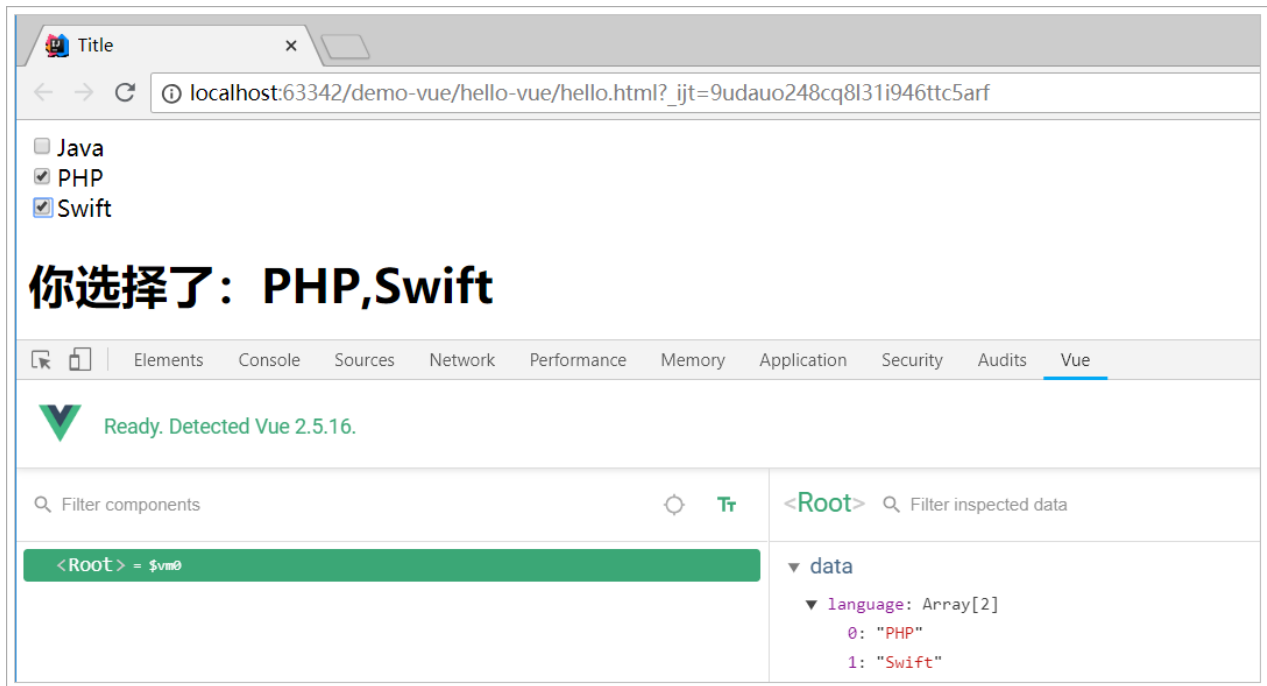 Title
localhost:63342/demo-vue/hello-vue/hello.html?_ijt=9udauo248cq8l31i946ttc5arf
Java
PHP
Swift
你选择了：PHP,Swift
Elements Console Sources Network Performance Memory Application Security Audits Vue
Ready. Detected Vue 2.5.16.
Filter components
<Root> Filter inspected data
<Root> = $vm0
data
language: Array[2]
0: "PHP"
1: "Swift"